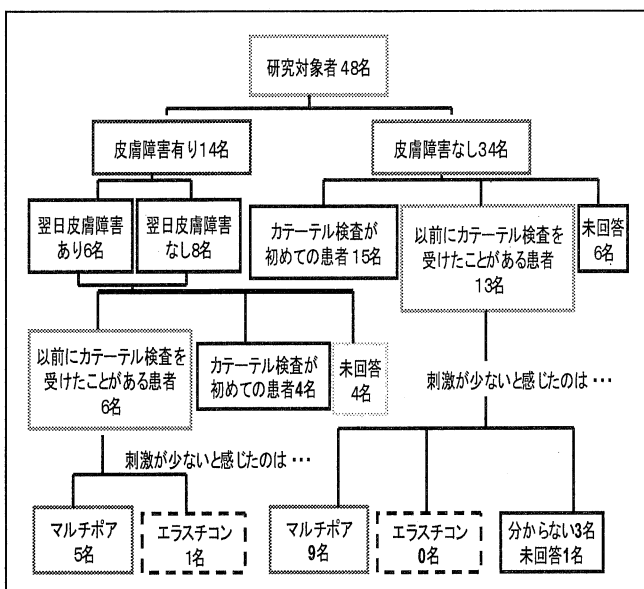 研究対象者48名
皮膚障害有り14名
皮膚障害なし34名
翌日皮膚障害
あり6名
翌日皮膚障害
なし8名
カテーテル検査が
初めての患者15名
以前にカテーテル検査を
受けたことがある患者
13名
未回答
6名
以前にカテーテル検査を
受けたことがある患者
6名
カテーテル検査が
初めての患者4名
未回答
4名
刺激が少ないと感じたのは…
刺激が少ないと感じたのは…
マルチポア
5名
エラスチコン
1名
マルチポア
9名
エラスチコン
0名
分からない3名
未回答1名